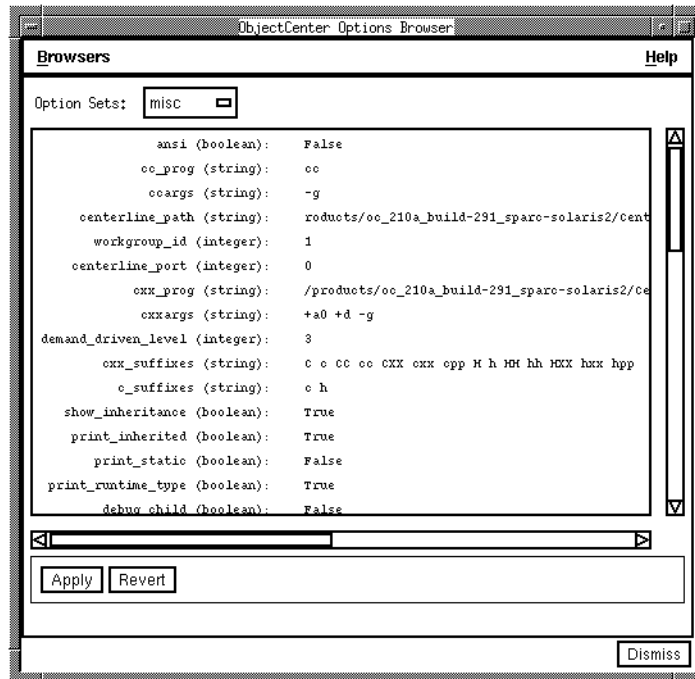 ObjectCenter Options Browser
Browsers Help
Option Sets: misc
ansi (boolean): False
cc_prog (string): cc
ccargs (string): -g
centerline_path (string): roducts/oc_210a_build-291_sparc-solaris2/Cent
workgroup_id (integer): 1
centerline_port (integer): 0
cxx_prog (string): /products/oc_210a_build-291_sparc-solaris2/Ce
cxxargs (string): +a0 +d -g
demand_driven_level (integer): 3
cxx_suffixes (string): C c CC cc CXX cxx cpp H h HH hh HXX hxx hpp
c_suffixes (string): c h
show_inheritance (boolean): True
print_inherited (boolean): True
print_static (boolean): False
print_runtime_type (boolean): True
debug_child (boolean): False
Apply Revert
Dismiss